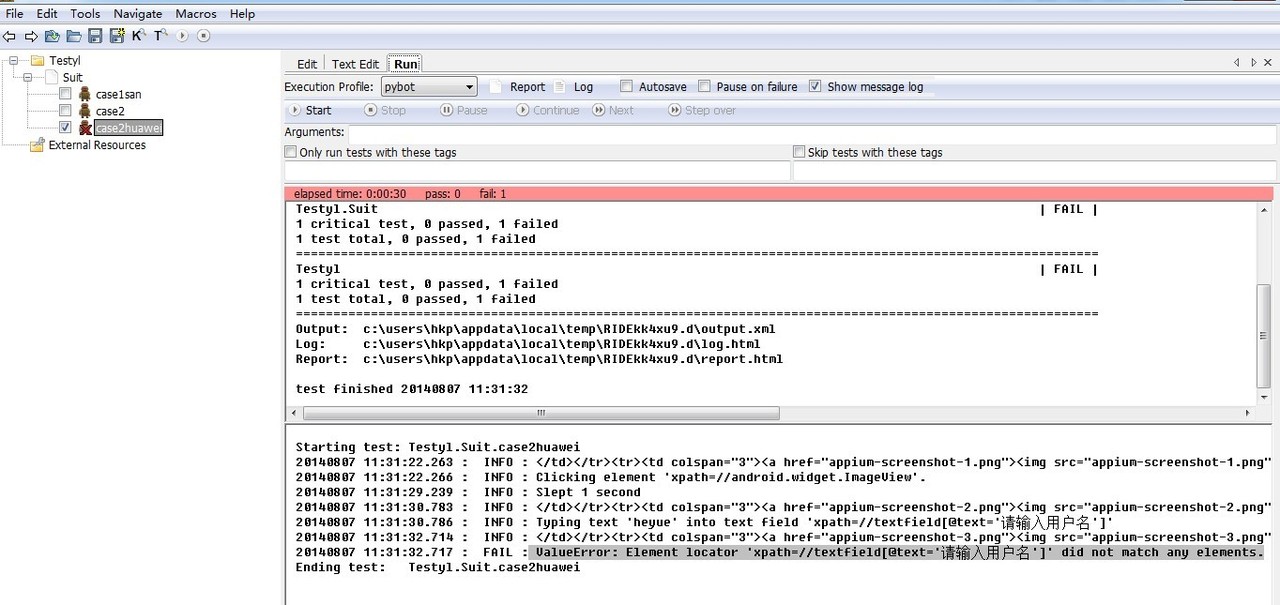 File Edit Tools Navigate Macros Help
Testyl
Suit
case1san
case2
case2huawei
External Resources
Edit Text Edit Run
Execution Profile: pybot Report Log Autosave Pause on failure Show message log
Start Stop Pause Continue Next Step over
Arguments:
Only run tests with these tags Skip tests with these tags
elapsed time: 0:00:30 pass: 0 fail: 1
Testyl.Suit | FAIL |
1 critical test, 0 passed, 1 failed
1 test total, 0 passed, 1 failed
==============================================================================
Testyl | FAIL |
1 critical test, 0 passed, 1 failed
1 test total, 0 passed, 1 failed
==============================================================================
Output: c:\users\hkp\appdata\local\temp\RIDEkk4xu9.d\output.xml
Log: c:\users\hkp\appdata\local\temp\RIDEkk4xu9.d\log.html
Report: c:\users\hkp\appdata\local\temp\RIDEkk4xu9.d\report.html
test finished 20140807 11:31:32
Starting test: Testyl.Suit.case2huawei
20140807 11:31:22.263 : INFO : </td></tr><tr><td colspan="3"><a href="appium-screenshot-1.png"><img src="appium-screenshot-1.png"
20140807 11:31:22.266 : INFO : Clicking element 'xpath=//android.widget.ImageView'.
20140807 11:31:29.239 : INFO : Slept 1 second
20140807 11:31:30.783 : INFO : </td></tr><tr><td colspan="3"><a href="appium-screenshot-2.png"><img src="appium-screenshot-2.png"
20140807 11:31:30.786 : INFO : Typing text 'heyue' into text field 'xpath=//textfield[@text='请输入用户名']'
20140807 11:31:32.714 : INFO : </td></tr><tr><td colspan="3"><a href="appium-screenshot-3.png"><img src="appium-screenshot-3.png"
20140807 11:31:32.717 : FAIL : ValueError: Element locator 'xpath=//textfield[@text='请输入用户名']' did not match any elements.
Ending test: Testyl.Suit.case2huawei